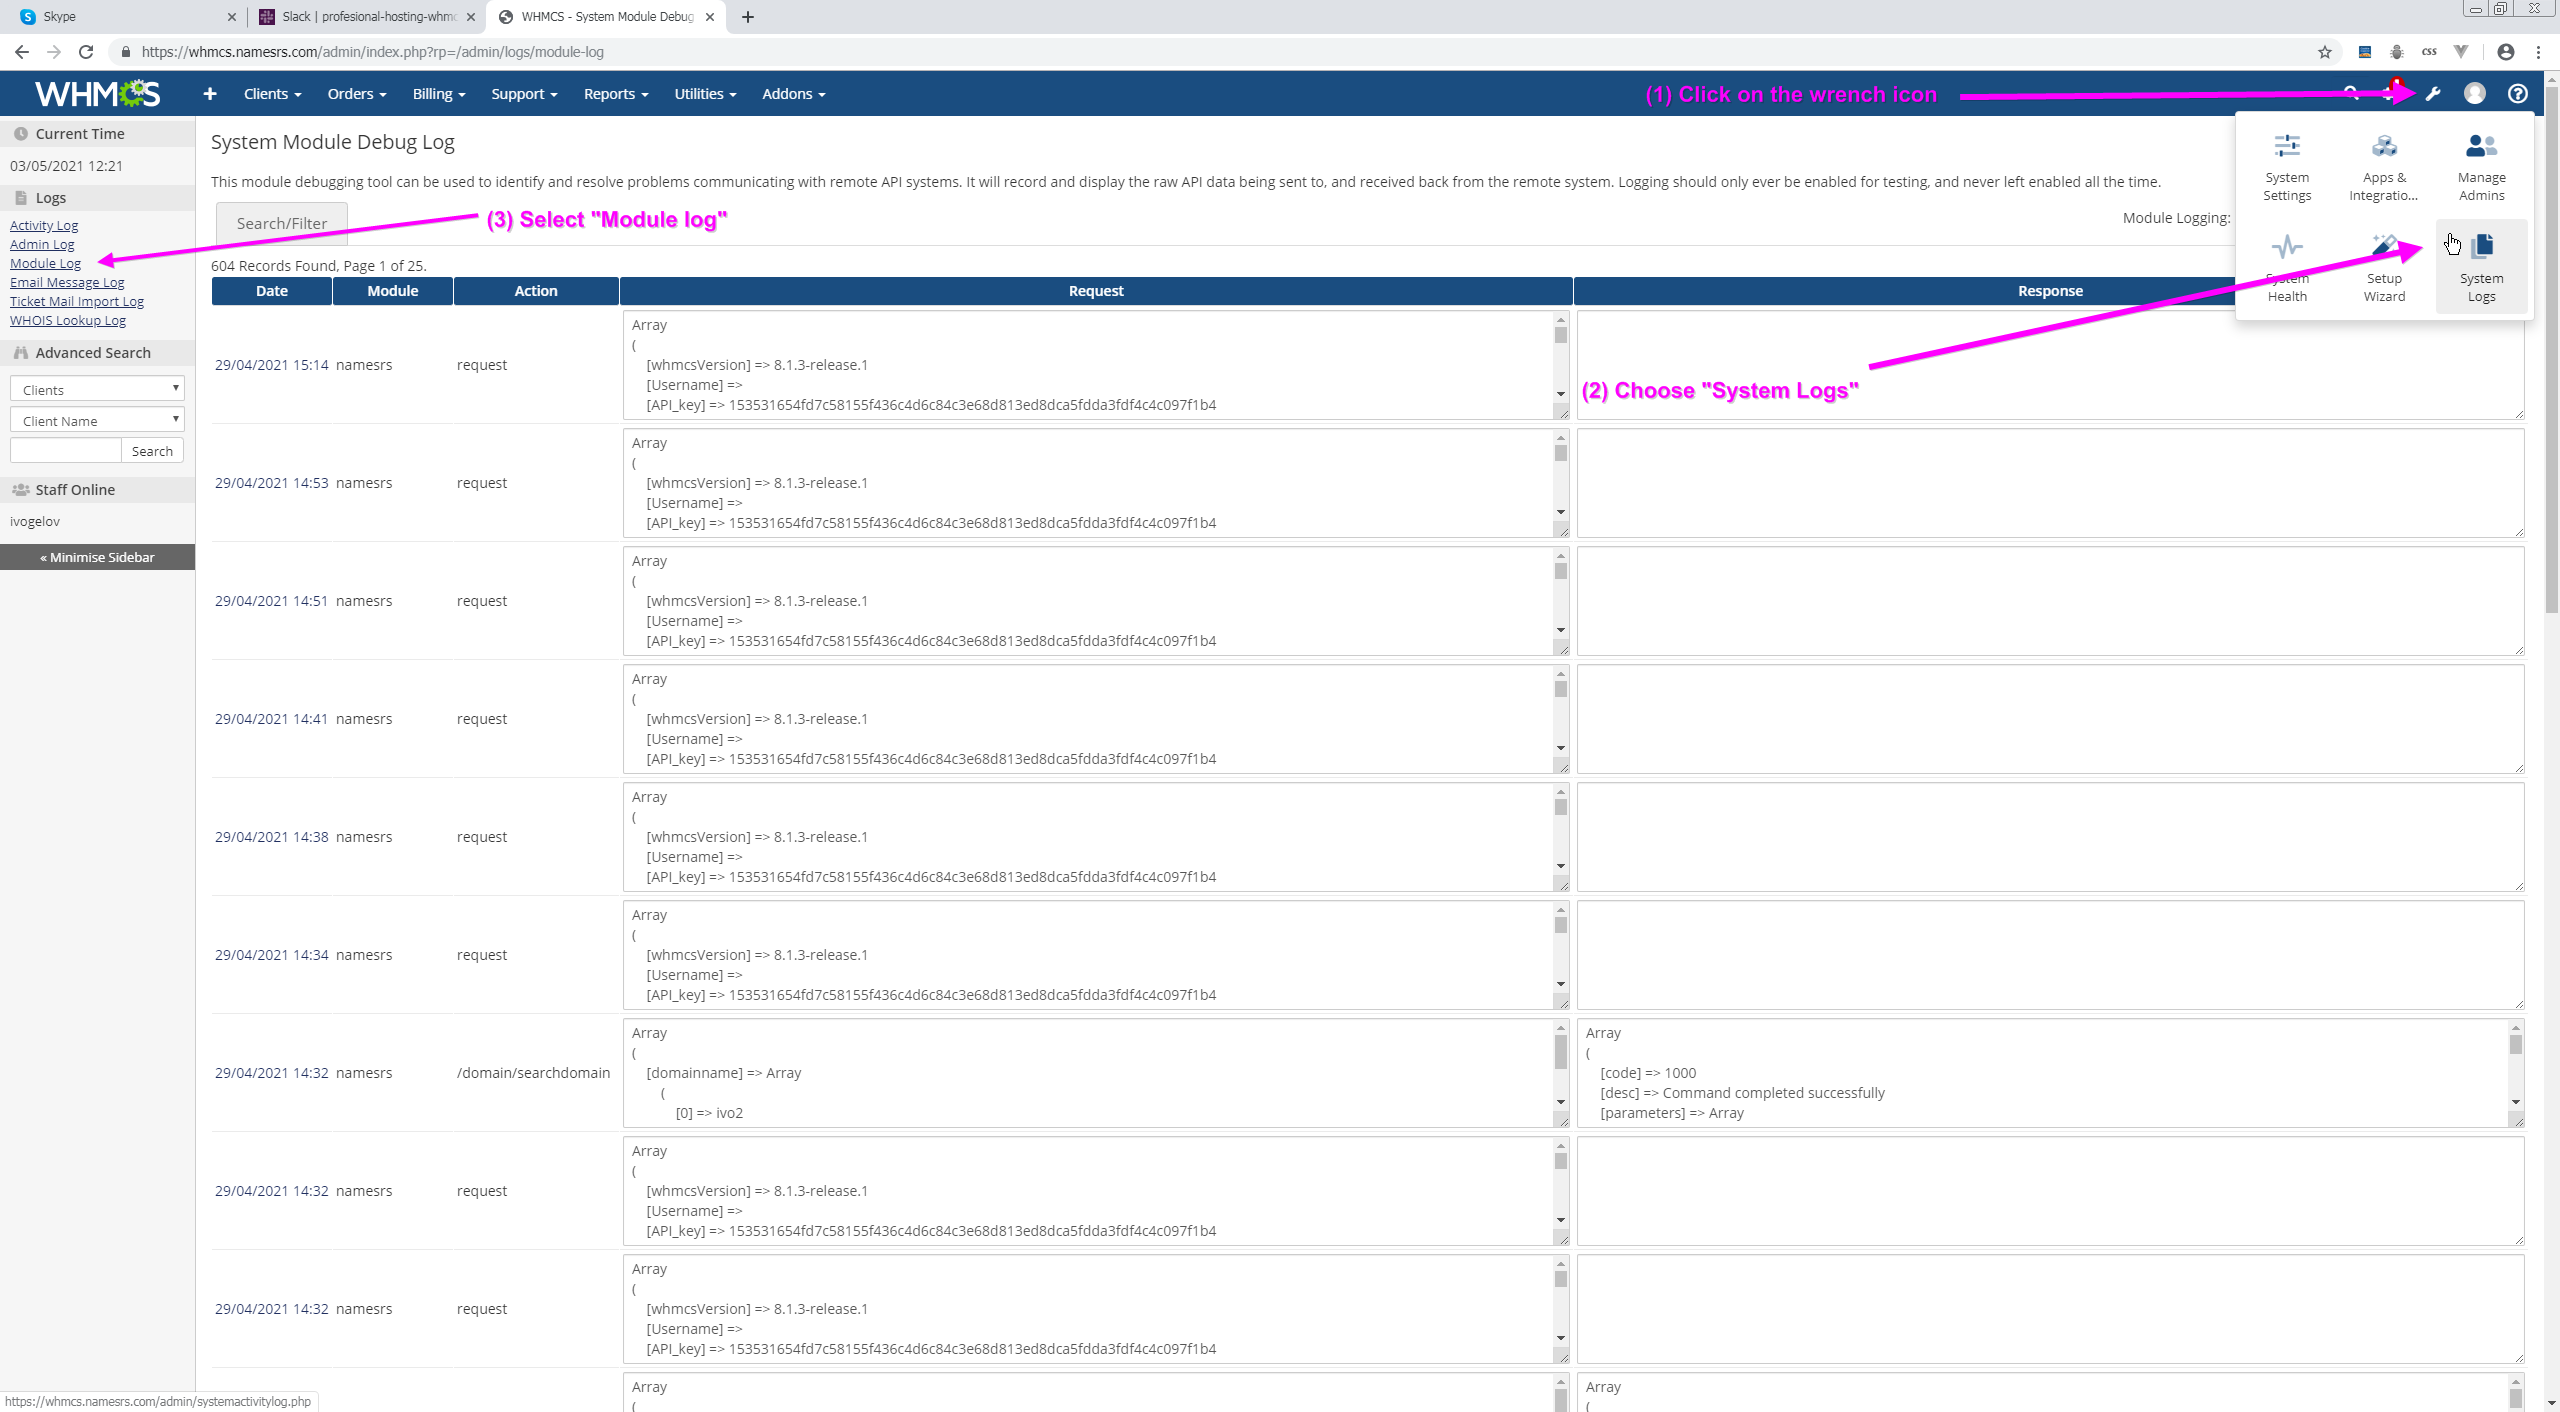 Skype
Slack | profesional-hosting-whmc
WHMCS - System Module Debug
https://whmcs.namesrs.com/admin/index.php?rp=/admin/logs/module-log
css
WHMCS
Clients
Orders
Billing
Support
Reports
Utilities
Addons
(1) Click on the wrench icon
Current Time
03/05/2021 12:21
Logs
Activity Log
Admin Log
Module Log
Email Message Log
Ticket Mail Import Log
WHOIS Lookup Log
Advanced Search
Clients
Client Name
Search
Staff Online
ivogelov
« Minimise Sidebar
System Module Debug Log
This module debugging tool can be used to identify and resolve problems communicating with remote API systems. It will record and display the raw API data being sent to, and received back from the remote system. Logging should only ever be enabled for testing, and never left enabled all the time.
Search/Filter
(3) Select "Module log"
Module Logging:
System Settings
Apps & Integratio...
Manage Admins
System Health
Setup Wizard
System Logs
(2) Choose "System Logs"
604 Records Found, Page 1 of 25.
Date Module Action Request Response
29/04/2021 15:14 namesrs request
Array
(
[whmcsVersion] => 8.1.3-release.1
[Username] =>
[API_key] => 153531654fd7c58155f436c4d6c84c3e68d813ed8dca5fdda3fdf4c4c097f1b4
29/04/2021 14:53 namesrs request
Array
(
[whmcsVersion] => 8.1.3-release.1
[Username] =>
[API_key] => 153531654fd7c58155f436c4d6c84c3e68d813ed8dca5fdda3fdf4c4c097f1b4
29/04/2021 14:51 namesrs request
Array
(
[whmcsVersion] => 8.1.3-release.1
[Username] =>
[API_key] => 153531654fd7c58155f436c4d6c84c3e68d813ed8dca5fdda3fdf4c4c097f1b4
29/04/2021 14:41 namesrs request
Array
(
[whmcsVersion] => 8.1.3-release.1
[Username] =>
[API_key] => 153531654fd7c58155f436c4d6c84c3e68d813ed8dca5fdda3fdf4c4c097f1b4
29/04/2021 14:38 namesrs request
Array
(
[whmcsVersion] => 8.1.3-release.1
[Username] =>
[API_key] => 153531654fd7c58155f436c4d6c84c3e68d813ed8dca5fdda3fdf4c4c097f1b4
29/04/2021 14:34 namesrs request
Array
(
[whmcsVersion] => 8.1.3-release.1
[Username] =>
[API_key] => 153531654fd7c58155f436c4d6c84c3e68d813ed8dca5fdda3fdf4c4c097f1b4
29/04/2021 14:32 namesrs /domain/searchdomain
Array
(
[domainname] => Array
(
[0] => ivo2
Array
(
[code] => 1000
[desc] => Command completed successfully
[parameters] => Array
29/04/2021 14:32 namesrs request
Array
(
[whmcsVersion] => 8.1.3-release.1
[Username] =>
[API_key] => 153531654fd7c58155f436c4d6c84c3e68d813ed8dca5fdda3fdf4c4c097f1b4
29/04/2021 14:32 namesrs request
Array
(
[whmcsVersion] => 8.1.3-release.1
[Username] =>
[API_key] => 153531654fd7c58155f436c4d6c84c3e68d813ed8dca5fdda3fdf4c4c097f1b4
Array
(
Array
(
https://whmcs.namesrs.com/admin/systemactivitylog.php